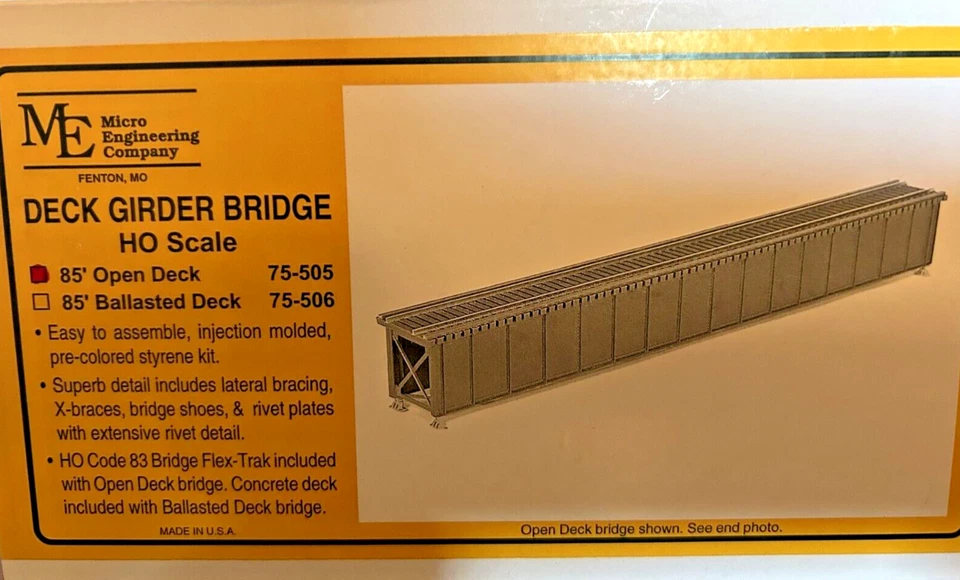 ME Micro
Engineering
Company
FENTON, MO
DECK GIRDER BRIDGE
HO Scale
85' Open Deck 75-505
85' Ballasted Deck 75-506
• Easy to assemble, injection molded,
pre-colored styrene kit.
• Superb detail includes lateral bracing,
X-braces, bridge shoes, & rivet plates
with extensive rivet detail.
• HO Code 83 Bridge Flex-Trak included
with Open Deck bridge. Concrete deck
included with Ballasted Deck bridge.
MADE IN U.S.A.
Open Deck bridge shown. See end photo.